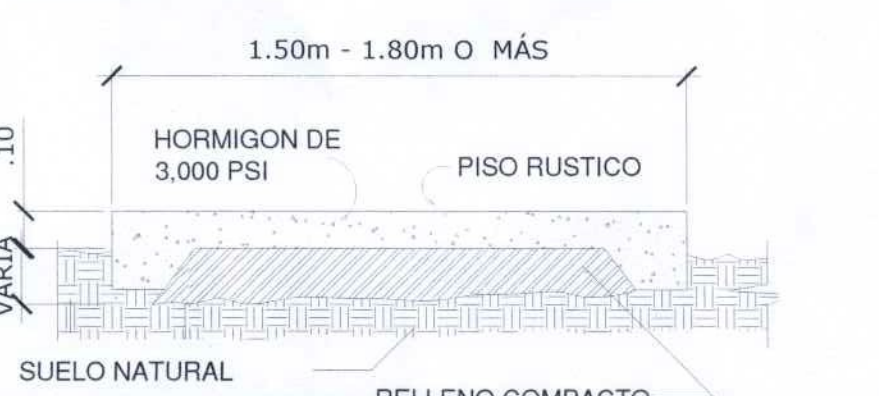 1.50m - 1.80m O MÁS
.10
HORMIGON DE
3,000 PSI
PISO RUSTICO
VARIA
SUELO NATURAL
RELLENO COMPACTO